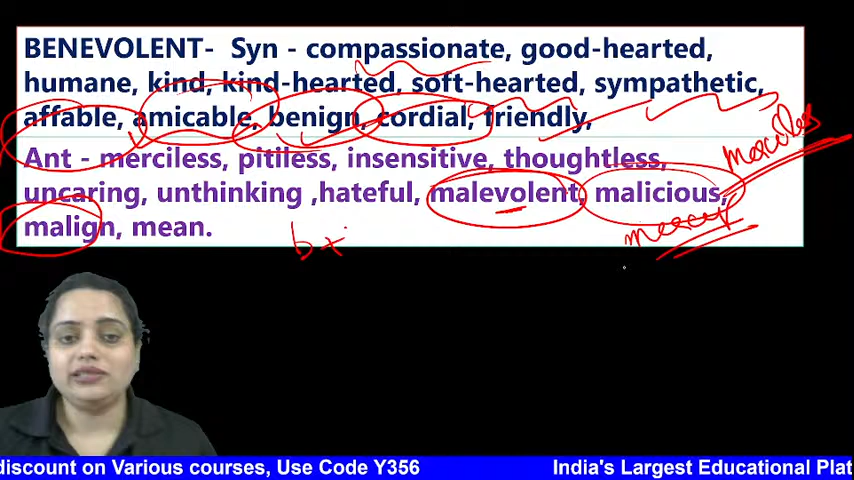 BENEVOLENT- Syn - compassionate, good-hearted,
humane, kind, kind-hearted, soft-hearted, sympathetic,
affable, amicable, benign, cordial, friendly,
Ant - merciless, pitiless, insensitive, thoughtless,
uncaring, unthinking ,hateful, malevolent, malicious,
malign, mean.
merciless
mercy
b +
discount on Various courses, Use Code Y356 India's Largest Educational Plat